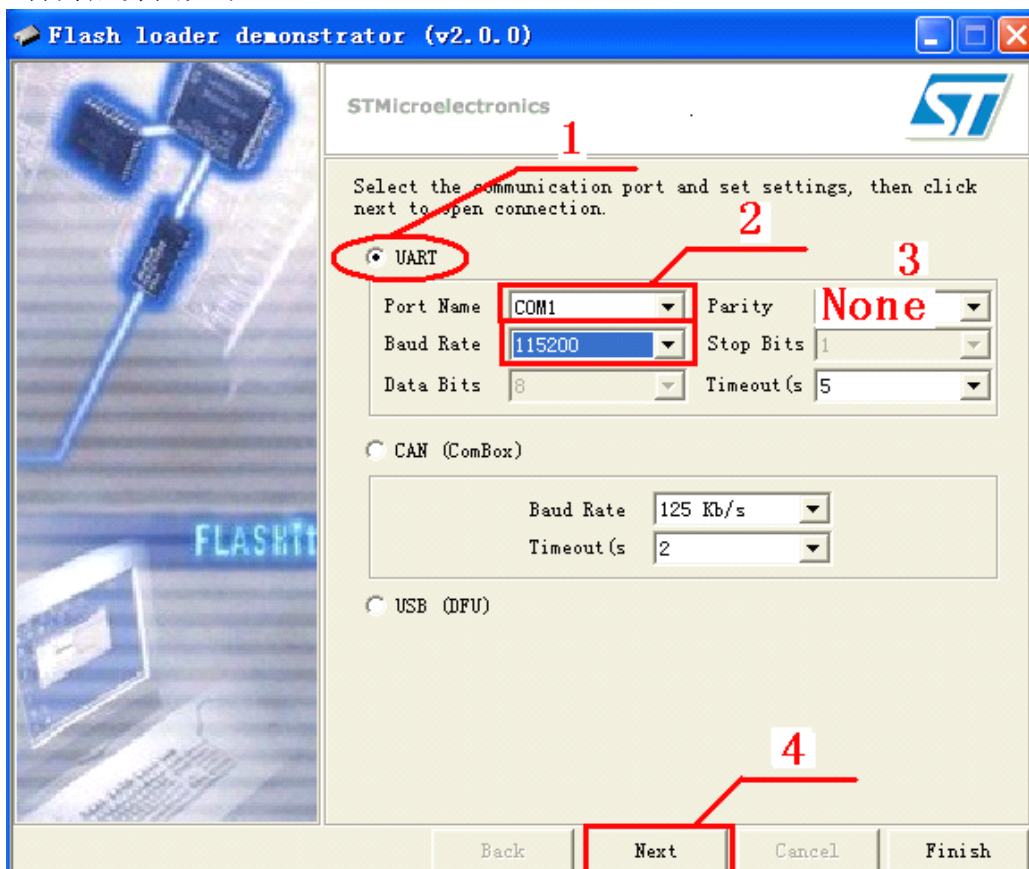 Flash loader demonstrator (v2.0.0)
STMicroelectronics
ST
1
Select the communication port and set settings, then click
next to open connection.
2
UART
3
Port Name COM1 Parity None
Baud Rate 115200 Stop Bits 1
Data Bits 8 Timeout(s 5
CAN (ComBox)
Baud Rate 125 Kb/s
FLASHit
Timeout(s 2
USB (DFU)
4
Back Next Cancel Finish